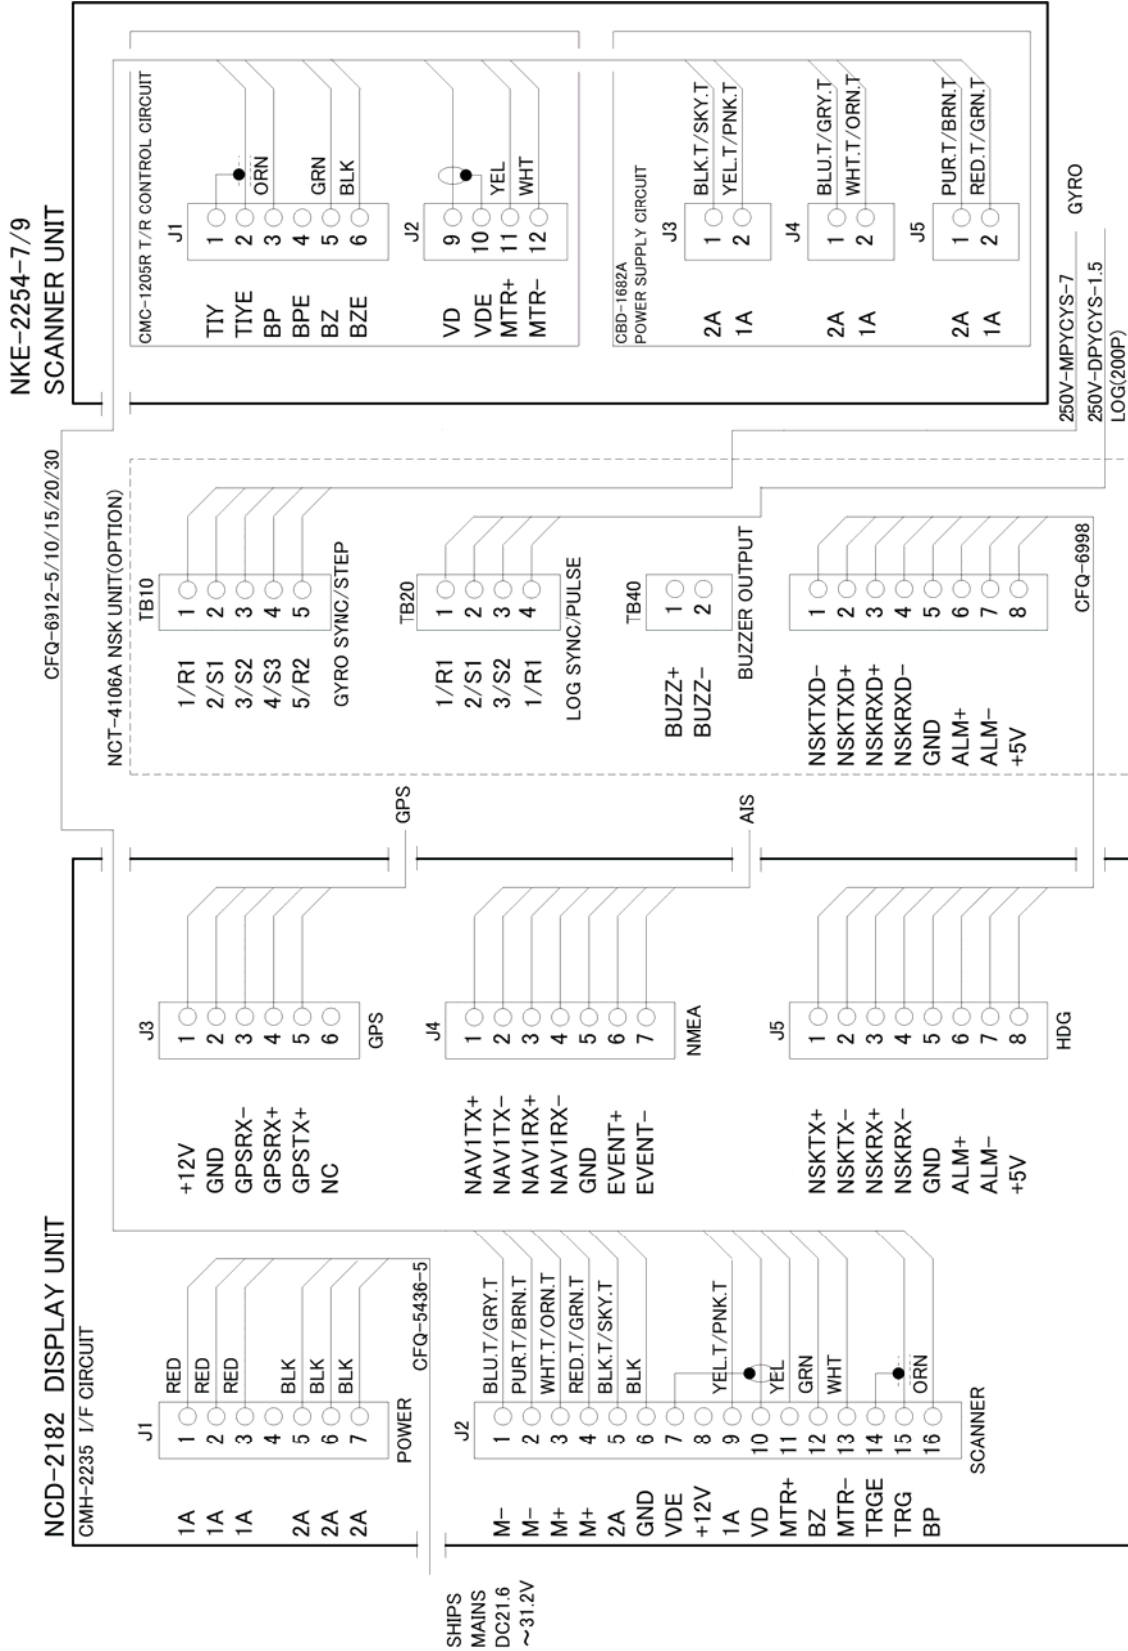 NCD-2182 DISPLAY UNIT
CMH-2235 I/F CIRCUIT
J1
1A 1 RED
1A 2 RED
1A 3 RED
4
2A 5 BLK
2A 6 BLK
2A 7 BLK
POWER
CFQ-5436-5
SHIPS
MAINS
DC21.6
~31.2V
J2
M- 1 BLU.T/GRY.T
M- 2 PUR.T/BRN.T
M+ 3 WHT.T/ORN.T
M+ 4 RED.T/GRN.T
2A 5 BLK.T/SKY.T
GND 6 BLK
VDE 7
+12V 8
1A 9 YEL.T/PNK.T
VD 10
MTR+ 11 YEL
BZ 12 GRN
MTR- 13 WHT
TRGE 14
TRG 15
BP 16 ORN
SCANNER
J3
+12V 1
GND 2
GPSRX- 3
GPSRX+ 4
GPSTX+ 5
NC 6
GPS
GPS
J4
NAV1TX+ 1
NAV1TX- 2
NAV1RX+ 3
NAV1RX- 4
GND 5
EVENT+ 6
EVENT- 7
NMEA
AIS
J5
NSKTX+ 1
NSKTX- 2
NSKRX+ 3
NSKRX- 4
GND 5
ALM+ 6
ALM- 7
+5V 8
HDG
CFQ-6912-5/10/15/20/30
NCT-4106A NSK UNIT(OPTION)
TB10
1/R1 1
2/S1 2
3/S2 3
4/S3 4
5/R2 5
GYRO SYNC/STEP
TB20
1/R1 1
2/S1 2
3/S2 3
1/R1 4
LOG SYNC/PULSE
TB40
BUZZ+ 1
BUZZ- 2
BUZZER OUTPUT
NSKTXD- 1
NSKTXD+ 2
NSKRXD+ 3
NSKRXD- 4
GND 5
ALM+ 6
ALM- 7
+5V 8
CFQ-6998
NKE-2254-7/9
SCANNER UNIT
CMC-1205R T/R CONTROL CIRCUIT
J1
TIY 1
TIYE 2
BP 3 ORN
BPE 4
BZ 5 GRN
BZE 6 BLK
J2
VD 9
VDE 10
MTR+ 11 YEL
MTR- 12 WHT
CBD-1682A
POWER SUPPLY CIRCUIT
J3
2A 1 BLK.T/SKY.T
1A 2 YEL.T/PNK.T
J4
2A 1 BLU.T/GRY.T
1A 2 WHT.T/ORN.T
J5
2A 1 PUR.T/BRN.T
1A 2 RED.T/GRN.T
250V-MPYCYS-7 GYRO
250V-DPYCYS-1.5
LOG(200P)